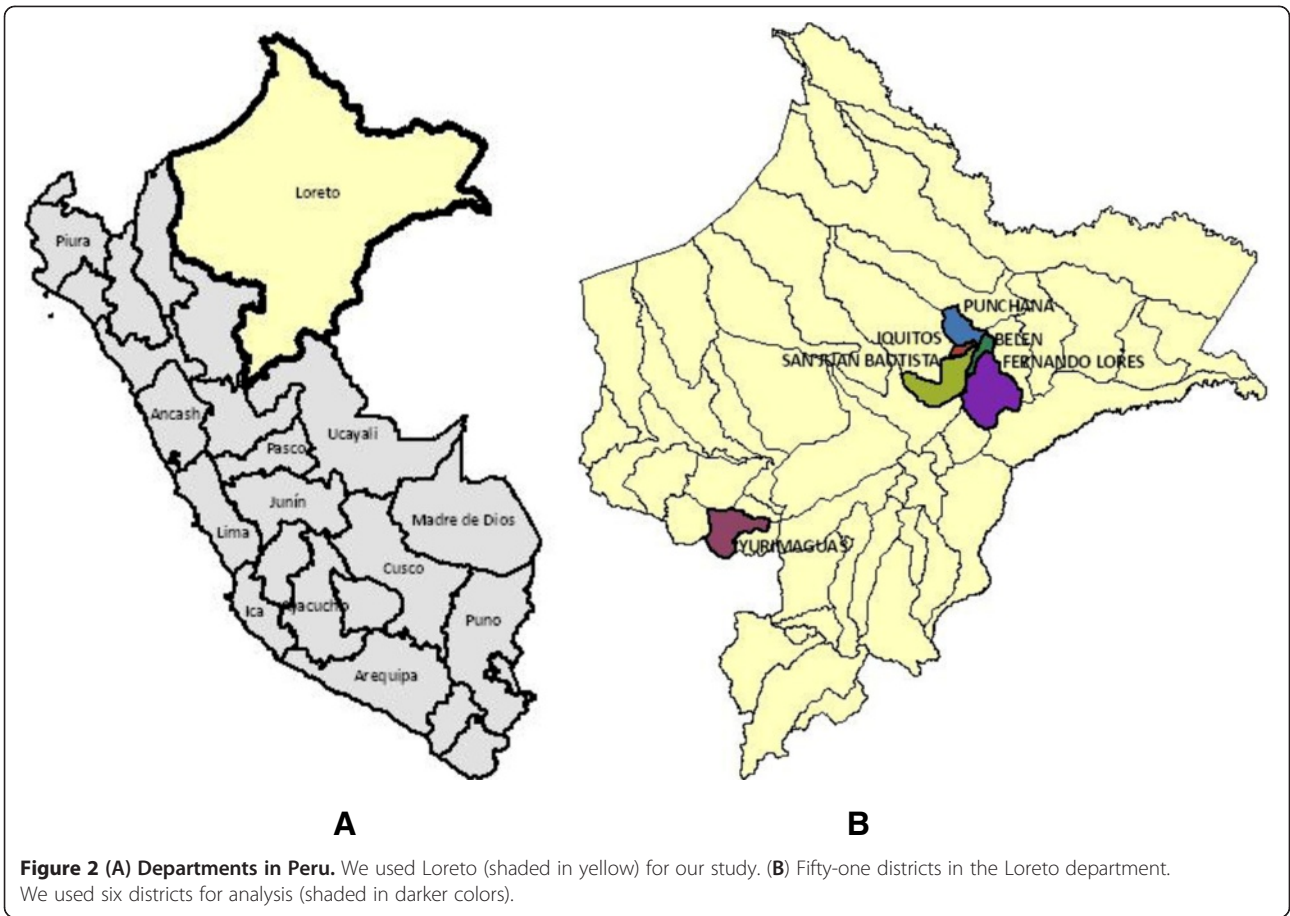 Loreto
Piura
Ancash
Ucayali
Pasco
Junín
Madre de Dios
Lima
Cusco
Ica
Ayacucho
Puno
Arequipa
PUNCHANA
IQUITOS
BELEN
SAN JUAN BAUTISTA
FERNANDO LORES
YURIMAGUAS
A
B
Figure 2 (A) Departments in Peru. We used Loreto (shaded in yellow) for our study. (B) Fifty-one districts in the Loreto department.
We used six districts for analysis (shaded in darker colors).